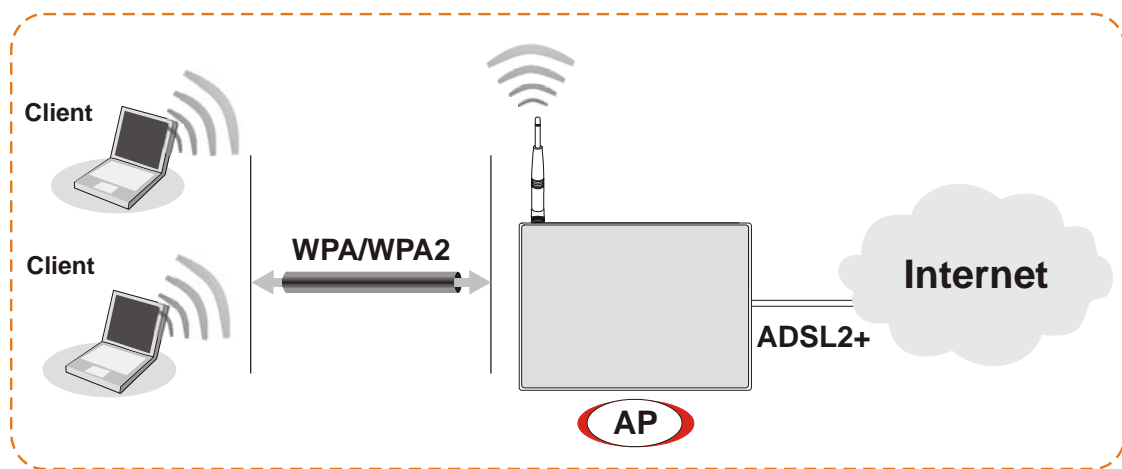 Client
Client
WPA/WPA2
Internet
ADSL2+
AP